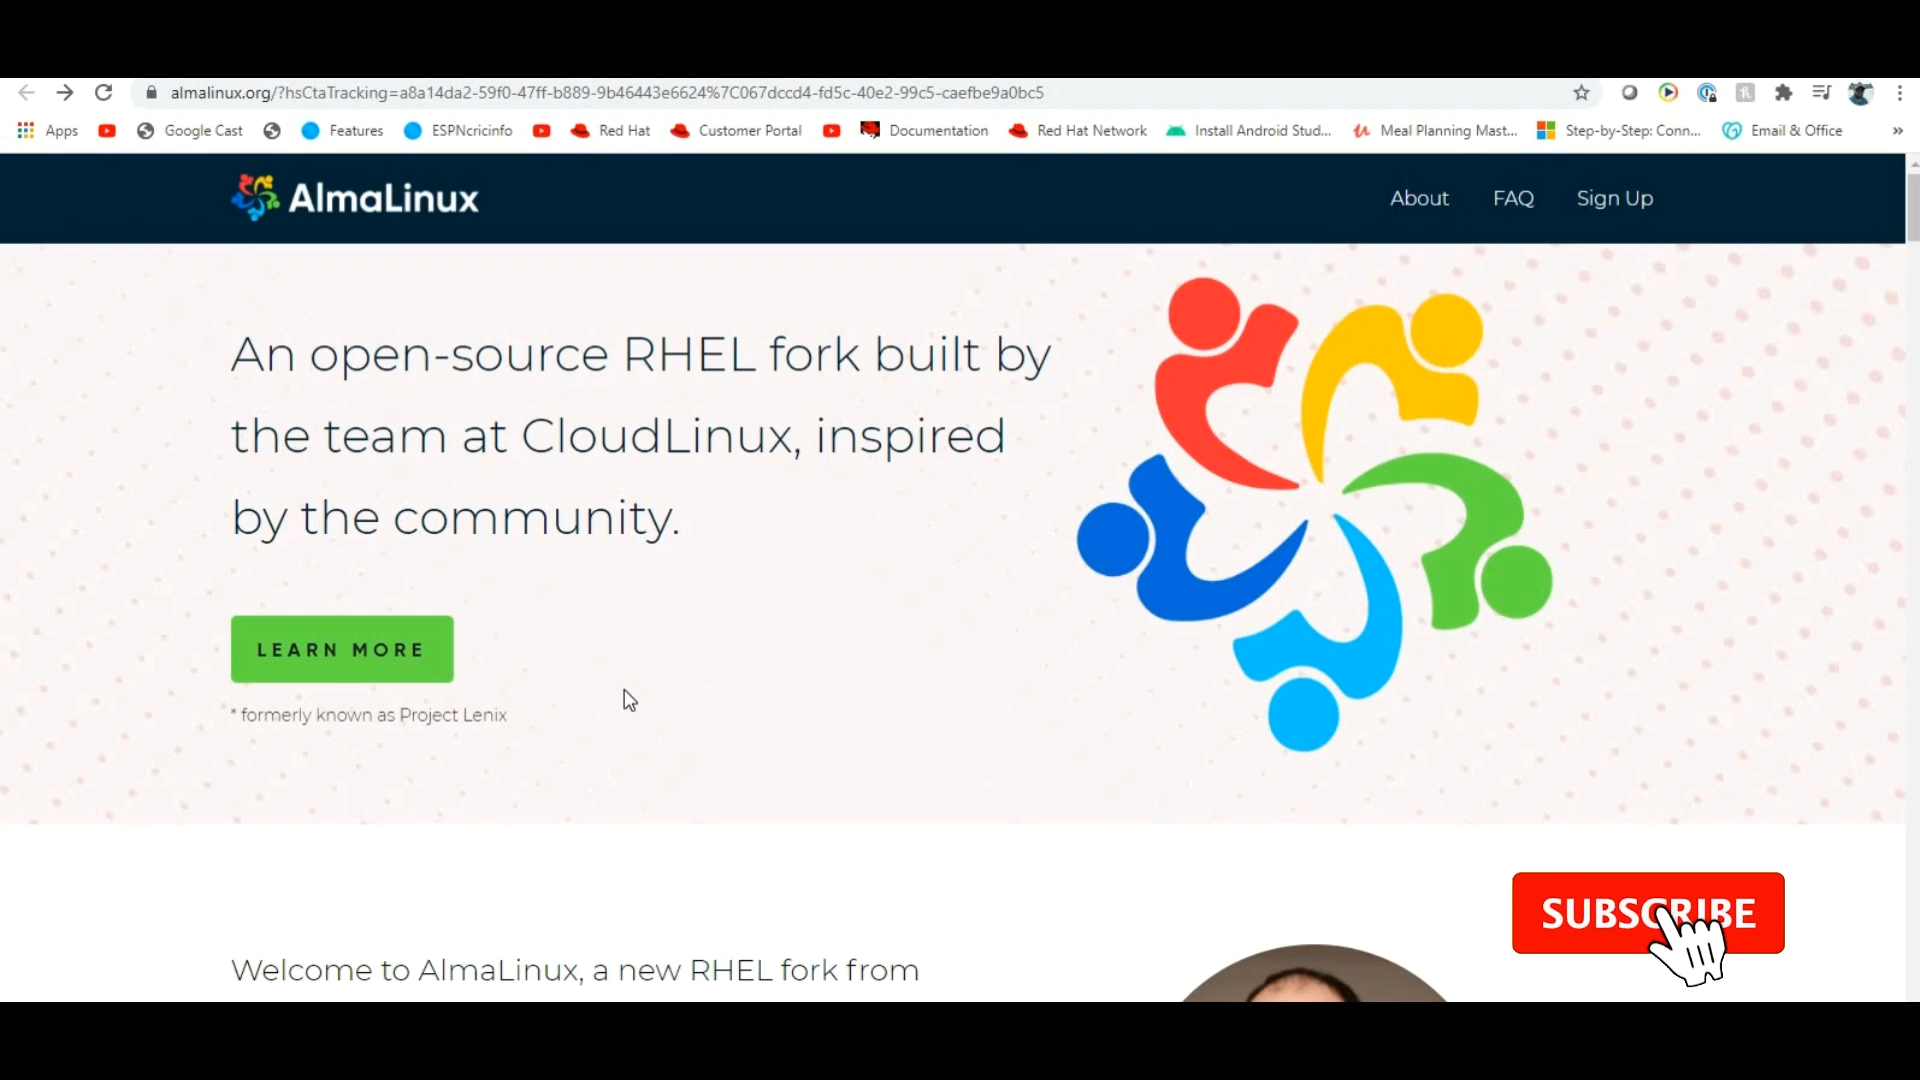 almalinux.org/?hsCtaTracking=a8a14da2-59f0-47ff-b889-9b46443e6624%7C067dccd4-fd5c-40e2-99c5-caefbe9a0bc5
Apps Google Cast Features ESPNcricinfo Red Hat Customer Portal Documentation Red Hat Network Install Android Stud... Meal Planning Mast... Step-by-Step: Conn... Email & Office »
AlmaLinux About FAQ Sign Up
An open-source RHEL fork built by
the team at CloudLinux, inspired
by the community.
LEARN MORE
* formerly known as Project Lenix
SUBSCRIBE
Welcome to AlmaLinux, a new RHEL fork from